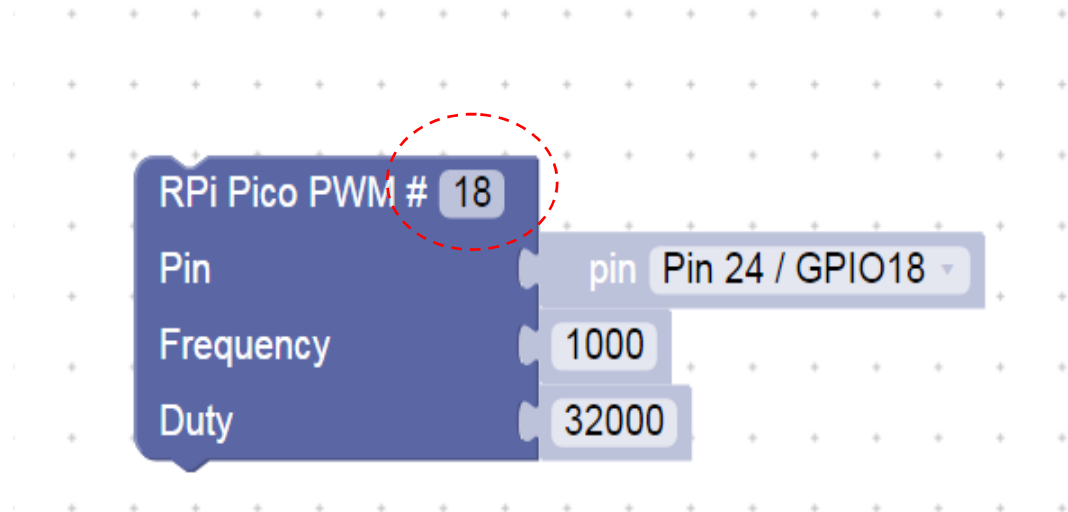 RPi Pico PWM # 18
Pin pin Pin 24 / GPIO18
Frequency 1000
Duty 32000